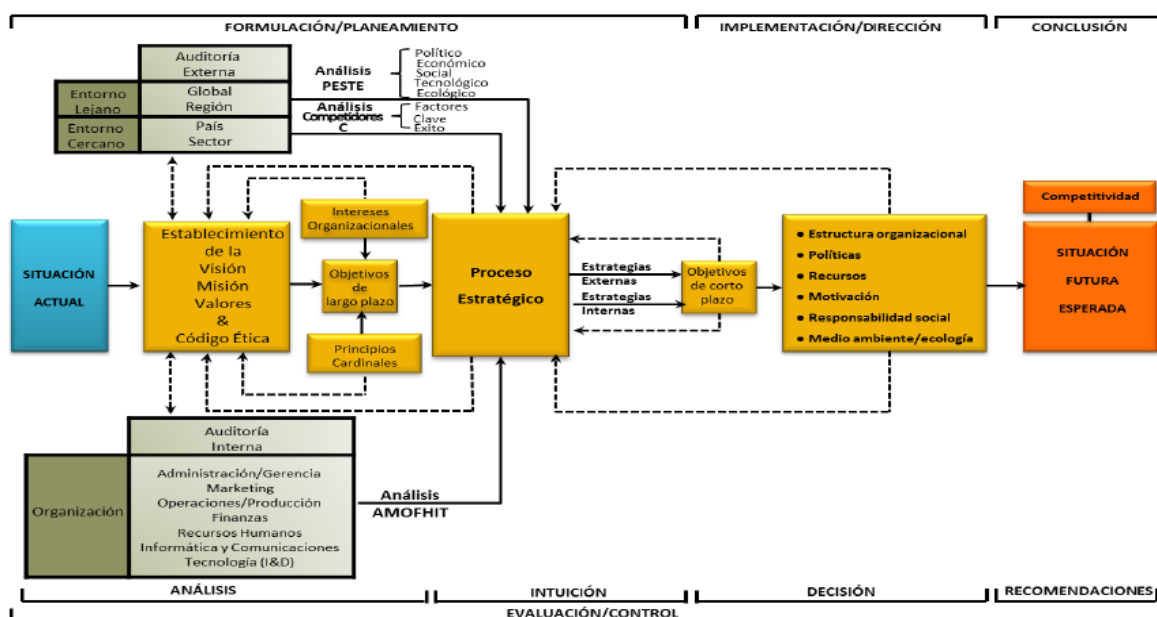 FORMULACIÓN/PLANEAMIENTO
IMPLEMENTACIÓN/DIRECCIÓN
CONCLUSIÓN
Auditoría
Externa
Entorno
Lejano
Global
Región
Entorno
Cercano
País
Sector
Análisis
PESTE
Político
Económico
Social
Tecnológico
Ecológico
Análisis
Competidores
C
Factores
Clave
Éxito
SITUACIÓN
ACTUAL
Establecimiento
de la
Visión
Misión
Valores
&
Código Ética
Intereses
Organizacionales
Objetivos
de
largo plazo
Principios
Cardinales
Proceso
Estratégico
Estrategias
Externas
Estrategias
Internas
Objetivos
de corto
plazo
• Estructura organizacional
• Políticas
• Recursos
• Motivación
• Responsabilidad social
• Medio ambiente/ecología
Competitividad
SITUACIÓN
FUTURA
ESPERADA
Auditoría
Interna
Organización
Administración/Gerencia
Marketing
Operaciones/Producción
Finanzas
Recursos Humanos
Informática y Comunicaciones
Tecnología (I&D)
Análisis
AMOFHIT
ANÁLISIS
INTUICIÓN
DECISIÓN
RECOMENDACIONES
EVALUACIÓN/CONTROL